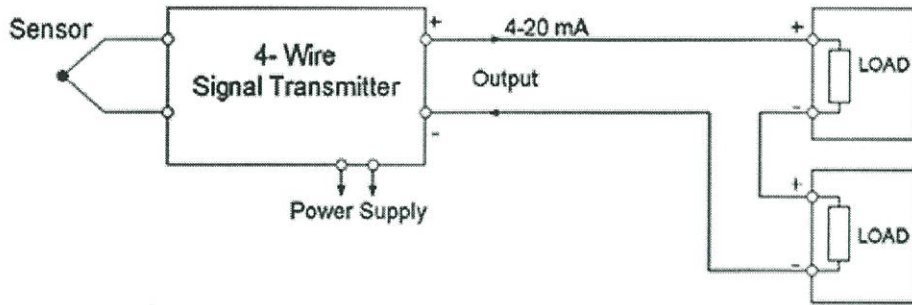 Sensor
4- Wire
Signal Transmitter
+
-
4-20 mA
Output
Power Supply
+
-
LOAD
+
-
LOAD